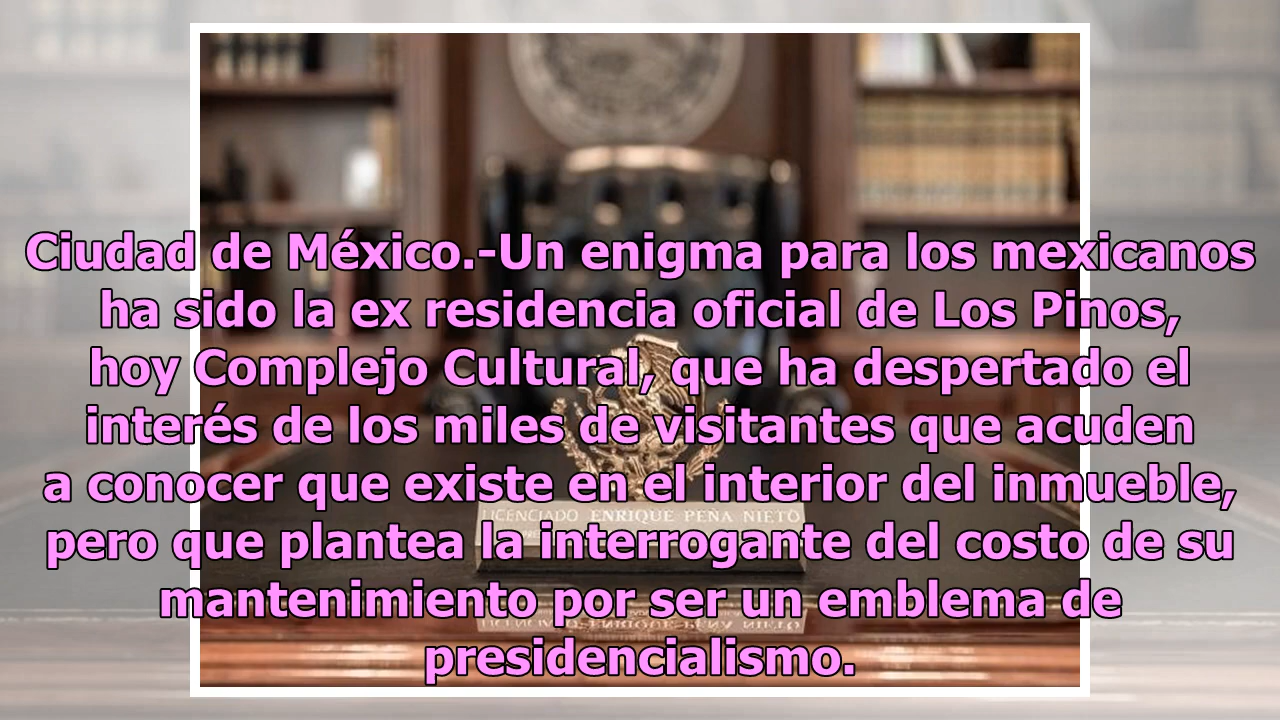 Ciudad de México.-Un enigma para los mexicanos
ha sido la ex residencia oficial de Los Pinos,
hoy Complejo Cultural, que ha despertado el
interés de los miles de visitantes que acuden
a conocer que existe en el interior del inmueble,
LICENCIADO ENRIQUE PEÑA NIETO
pero que plantea la interrogante del costo de su
mantenimiento por ser un emblema de
presidencialismo.